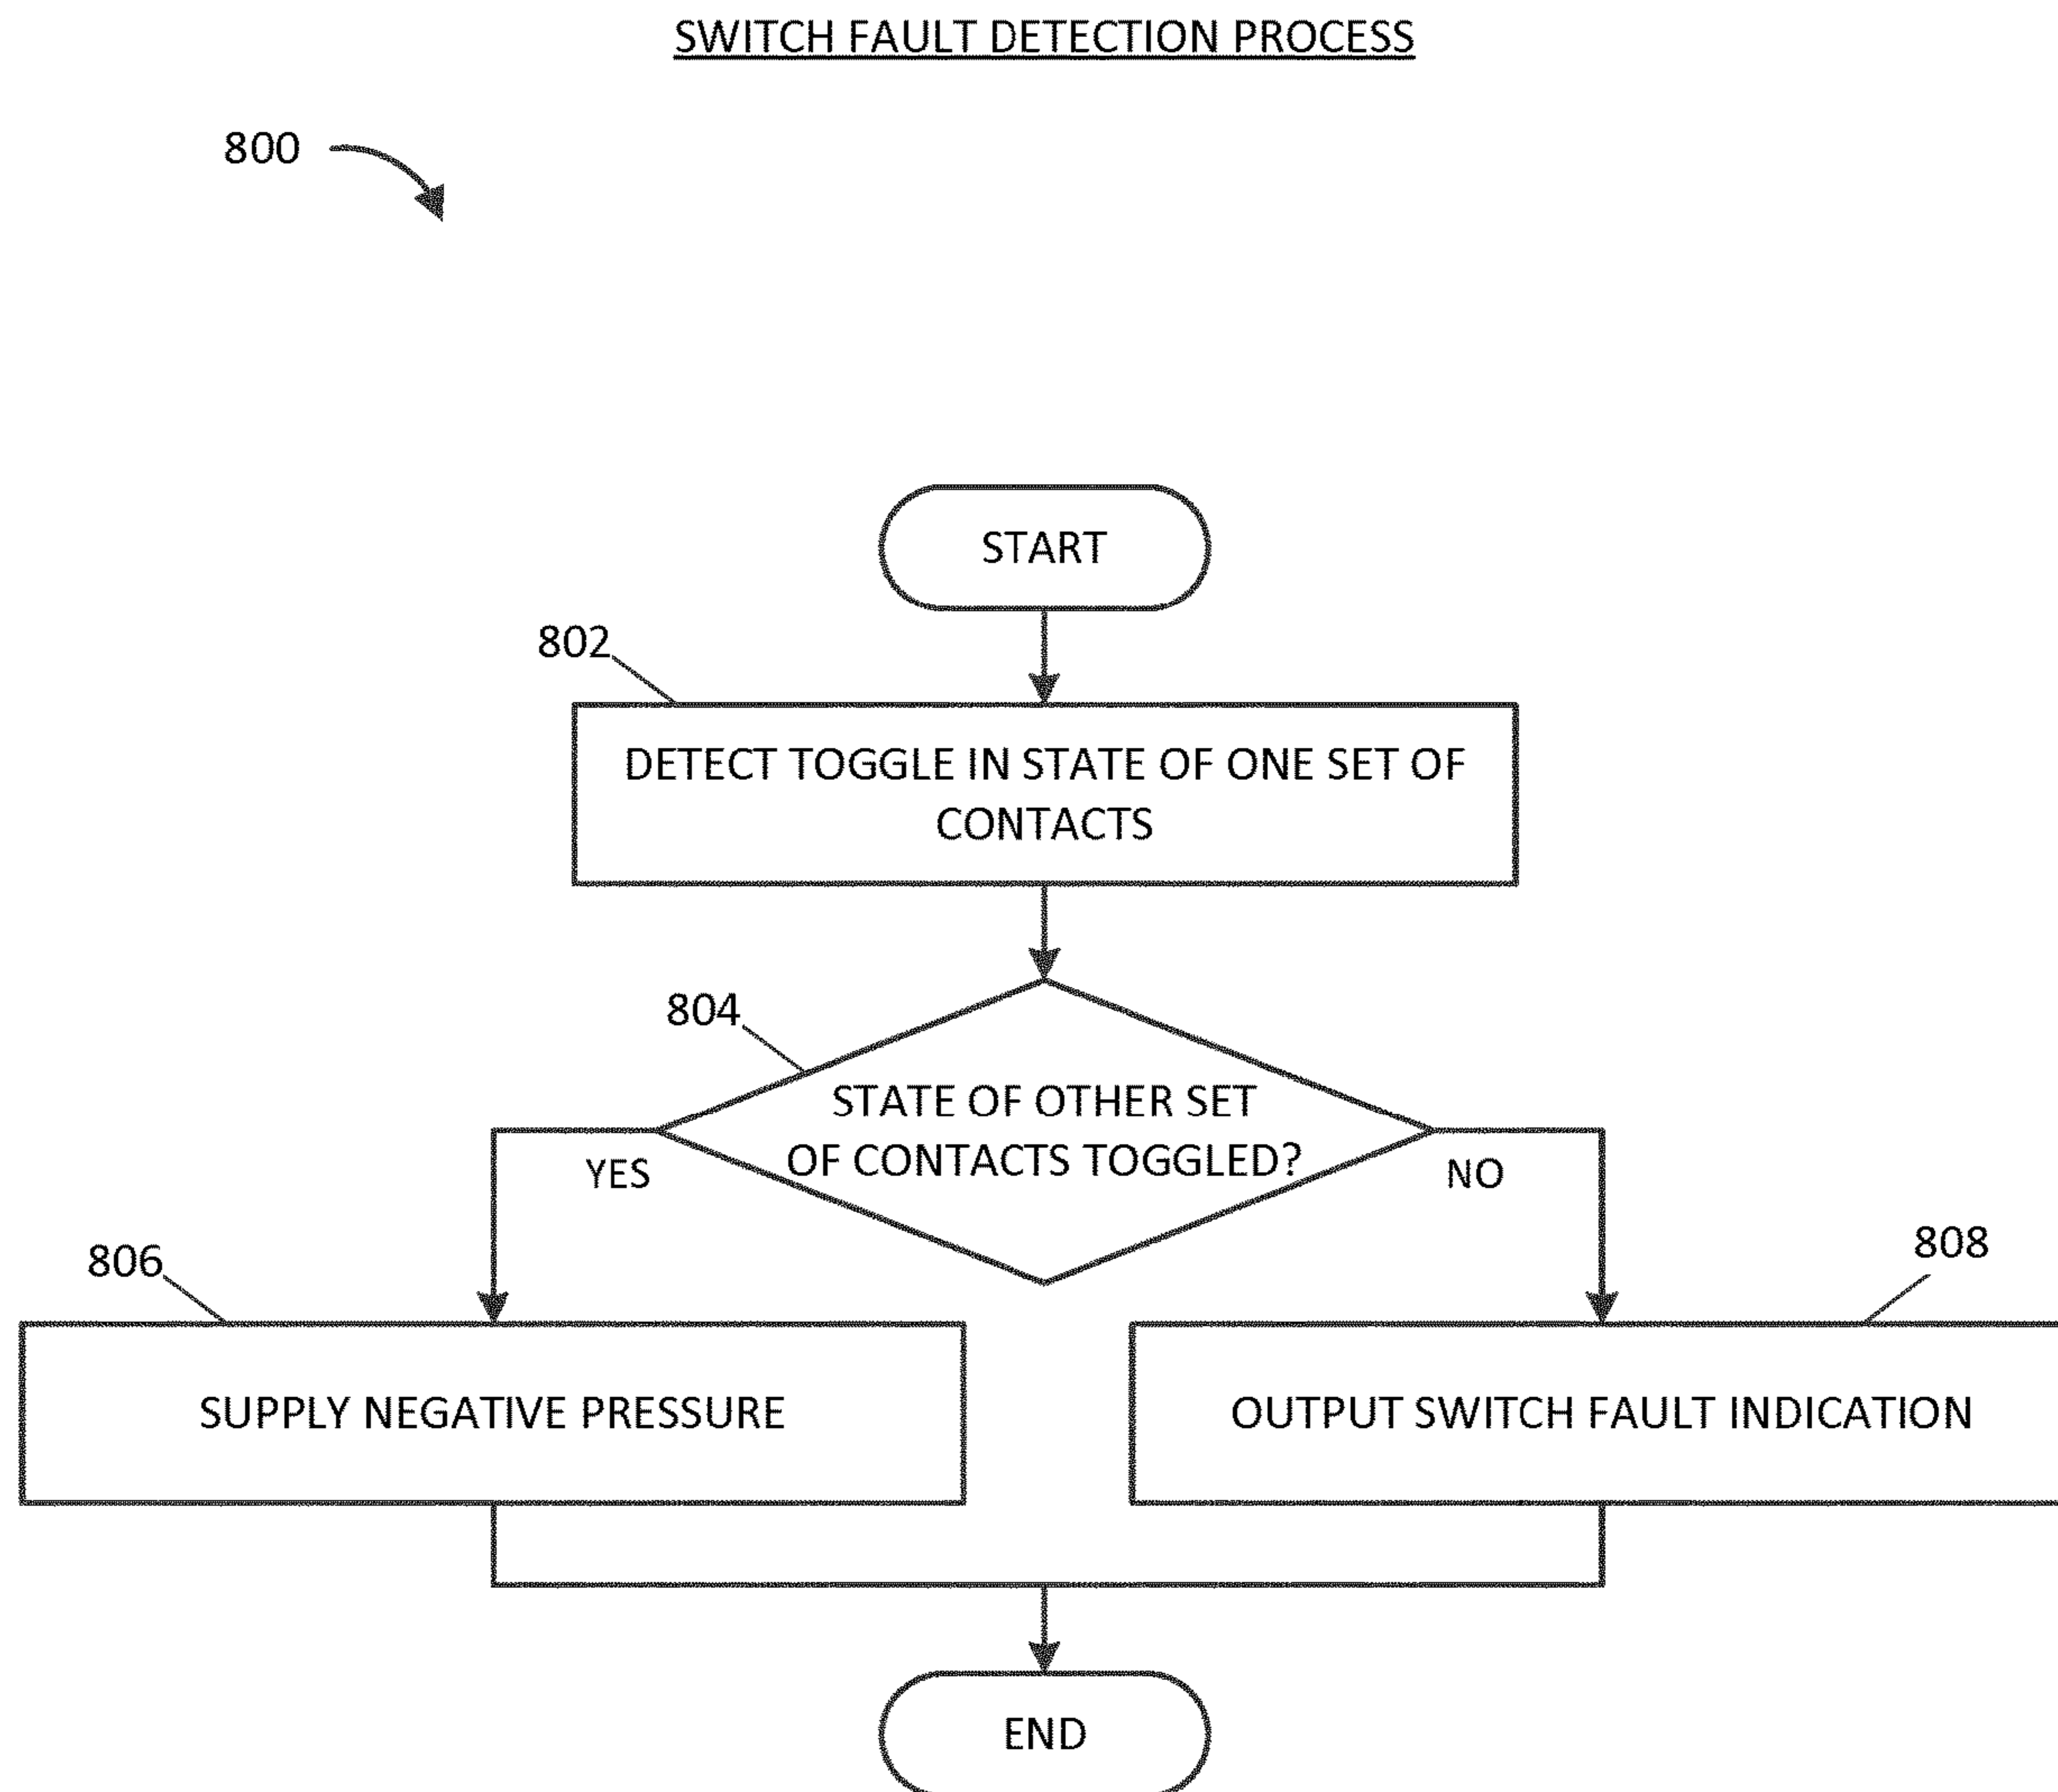 SWITCH FAULT DETECTION PROCESS
800
START
802
DETECT TOGGLE IN STATE OF ONE SET OF
CONTACTS
804
STATE OF OTHER SET
OF CONTACTS TOGGLED?
YES
NO
806
808
SUPPLY NEGATIVE PRESSURE
OUTPUT SWITCH FAULT INDICATION
END